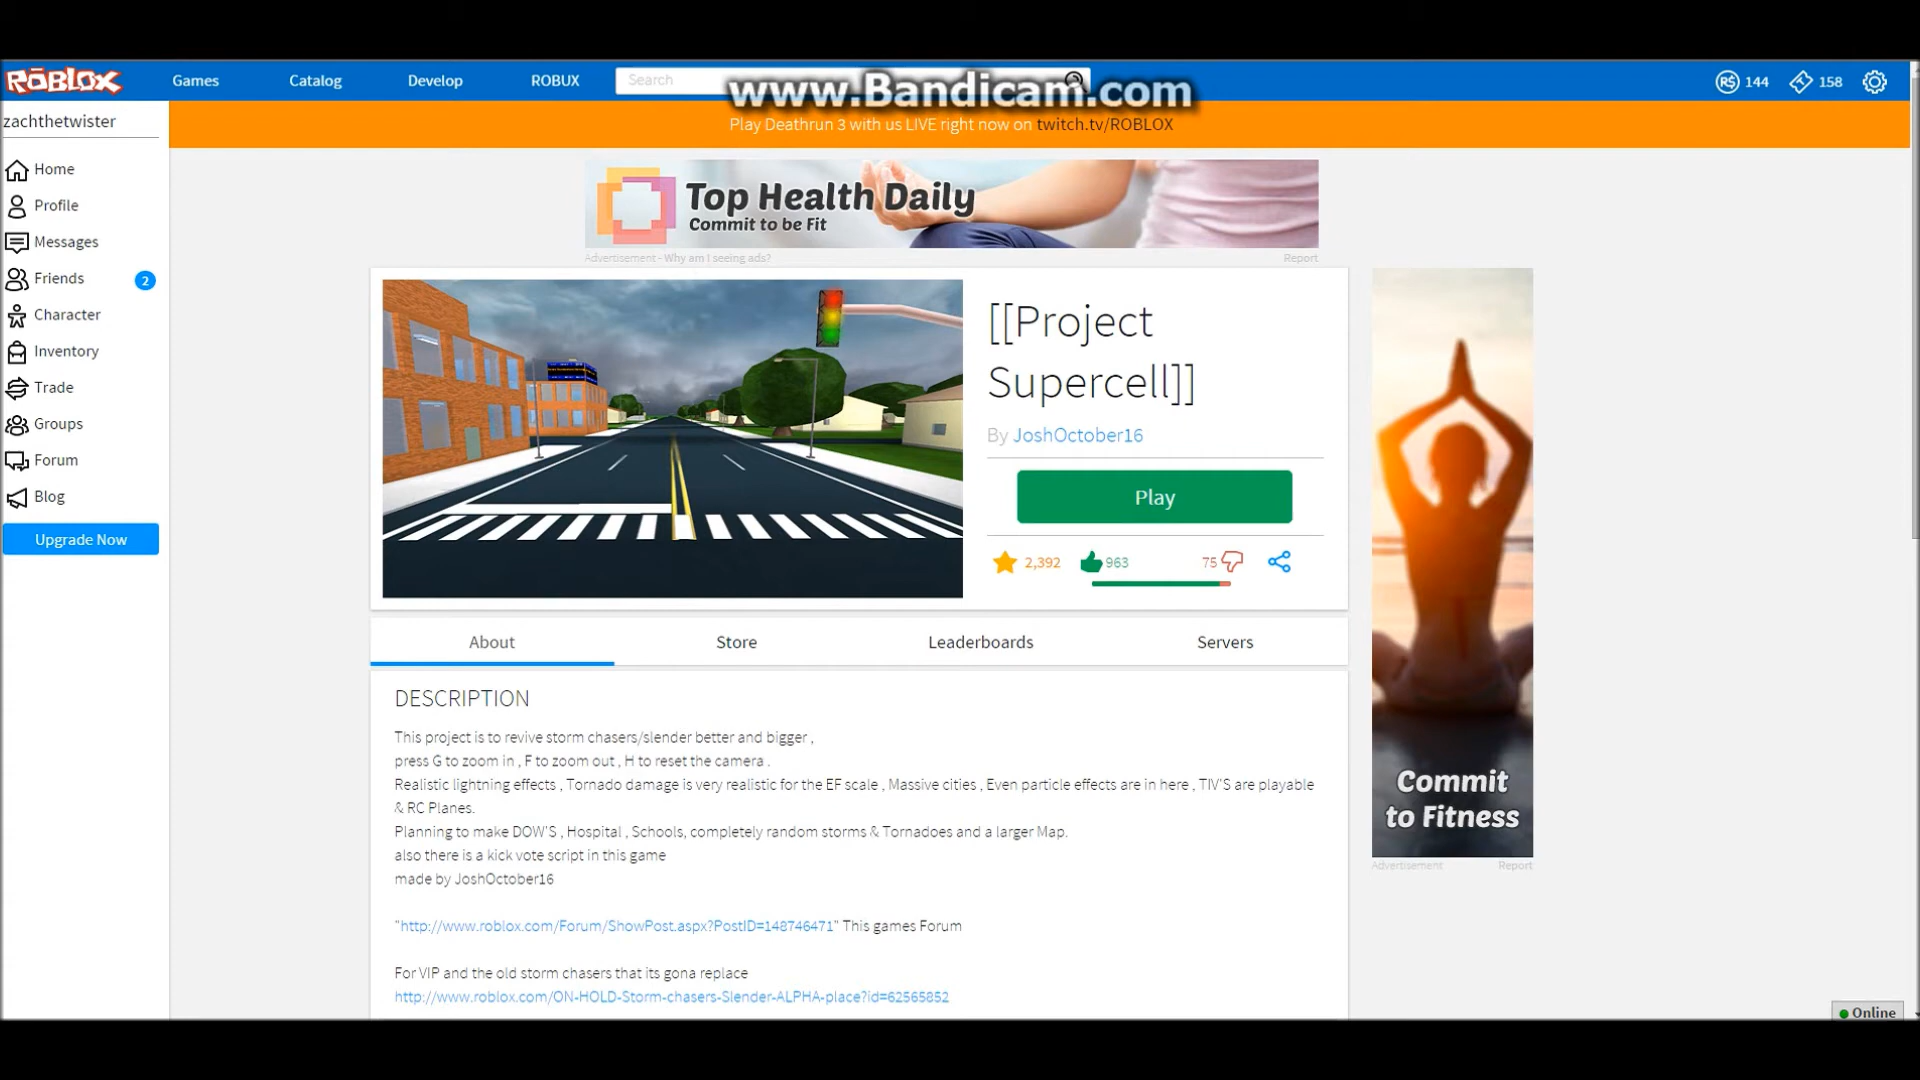 ROBLOX
Games
Catalog
Develop
ROBUX
Search
www.Bandicam.com
R$ 144
158
Play Deathrun 3 with us LIVE right now on twitch.tv/ROBLOX
zachthetwister
Home
Profile
Messages
Friends
2
Character
Inventory
Trade
Groups
Forum
Blog
Upgrade Now
Top Health Daily
Commit to be Fit
Advertisement - Why am I seeing ads?
Report
[[Project
Supercell]]
By JoshOctober16
Play
2,392
963
75
About
Store
Leaderboards
Servers
DESCRIPTION
This project is to revive storm chasers/slender better and bigger ,
press G to zoom in , F to zoom out , H to reset the camera .
Realistic lightning effects , Tornado damage is very realistic for the EF scale , Massive cities , Even particle effects are in here , TIV'S are playable
& RC Planes.
Planning to make DOW'S , Hospital , Schools, completely random storms & Tornadoes and a larger Map.
also there is a kick vote script in this game
made by JoshOctober16
"http://www.roblox.com/Forum/ShowPost.aspx?PostID=148746471" This games Forum
For VIP and the old storm chasers that its gona replace
http://www.roblox.com/ON-HOLD-Storm-chasers-Slender-ALPHA-place?id=62565852
Commit
to Fitness
Advertisement
Report
Online